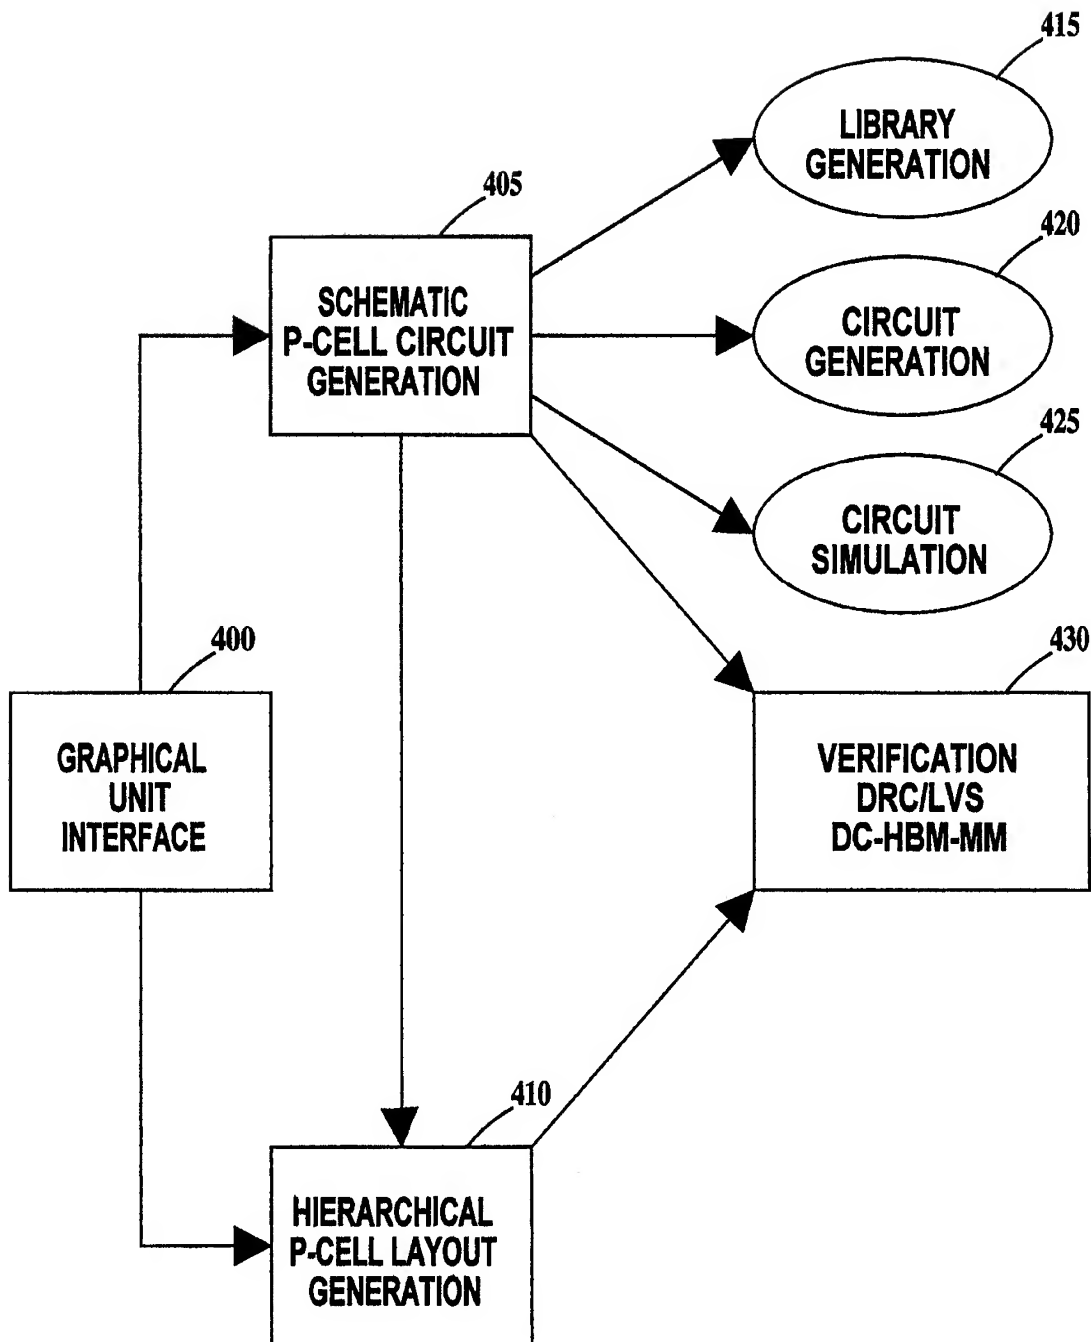 415
LIBRARY
GENERATION
405
SCHEMATIC
P-CELL CIRCUIT
GENERATION
420
CIRCUIT
GENERATION
425
CIRCUIT
SIMULATION
400
GRAPHICAL
UNIT
INTERFACE
430
VERIFICATION
DRC/LVS
DC-HBM-MM
410
HIERARCHICAL
P-CELL LAYOUT
GENERATION